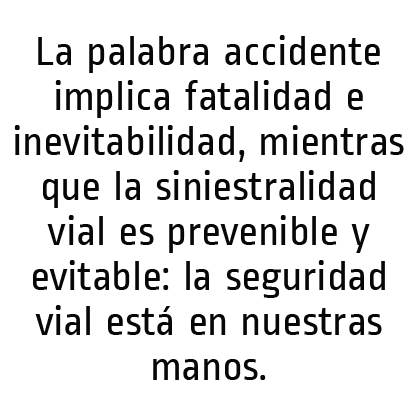 La palabra accidente
implica fatalidad e
inevitabilidad, mientras
que la siniestralidad
vial es prevenible y
evitable: la seguridad
vial está en nuestras
manos.